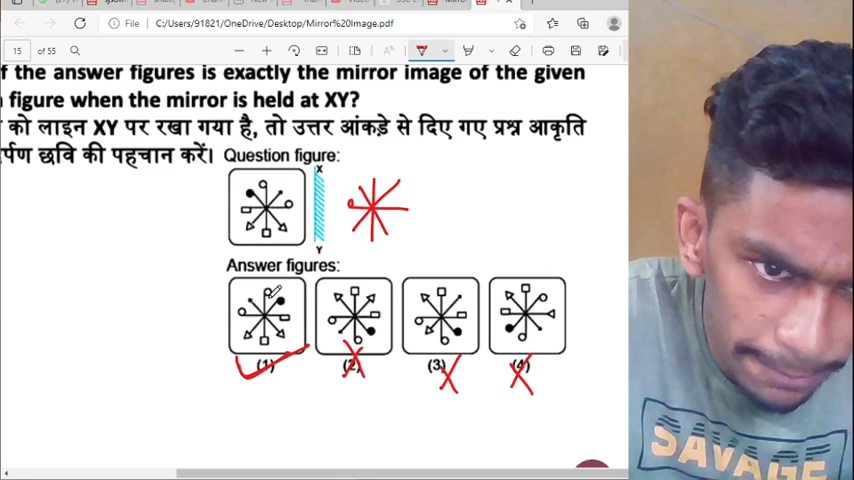 File
C:/Users/91821/OneDrive/Desktop/Mirror%20Image.pdf
15 of 55
f the answer figures is exactly the mirror image of the given
figure when the mirror is held at XY?
को लाइन XY पर रखा गया है, तो उत्तर आंकड़े से दिए गए प्रश्न आकृति
र्पण छवि की पहचान करें।
Question figure:
X
Y
Answer figures:
(1) (2) (3) (4)
SAVAGE